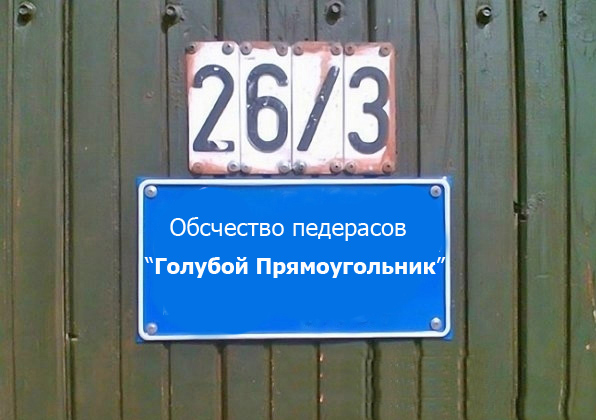 26/3
Обсчество педерасов
“Голубой Прямоугольник”